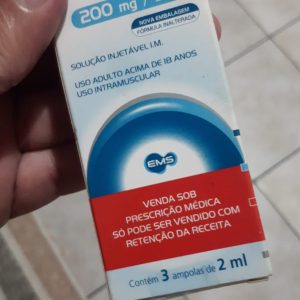 200 mg /
NOVA EMBALAGEM
FÓRMULA INALTERADA
SOLUÇÃO INJETÁVEL I.M.
USO ADULTO ACIMA DE 18 ANOS
USO INTRAMUSCULAR
EMS
VENDA SOB
PRESCRIÇÃO MÉDICA
SÓ PODE SER VENDIDO COM
RETENÇÃO DA RECEITA
Contém 3 ampolas de 2 ml